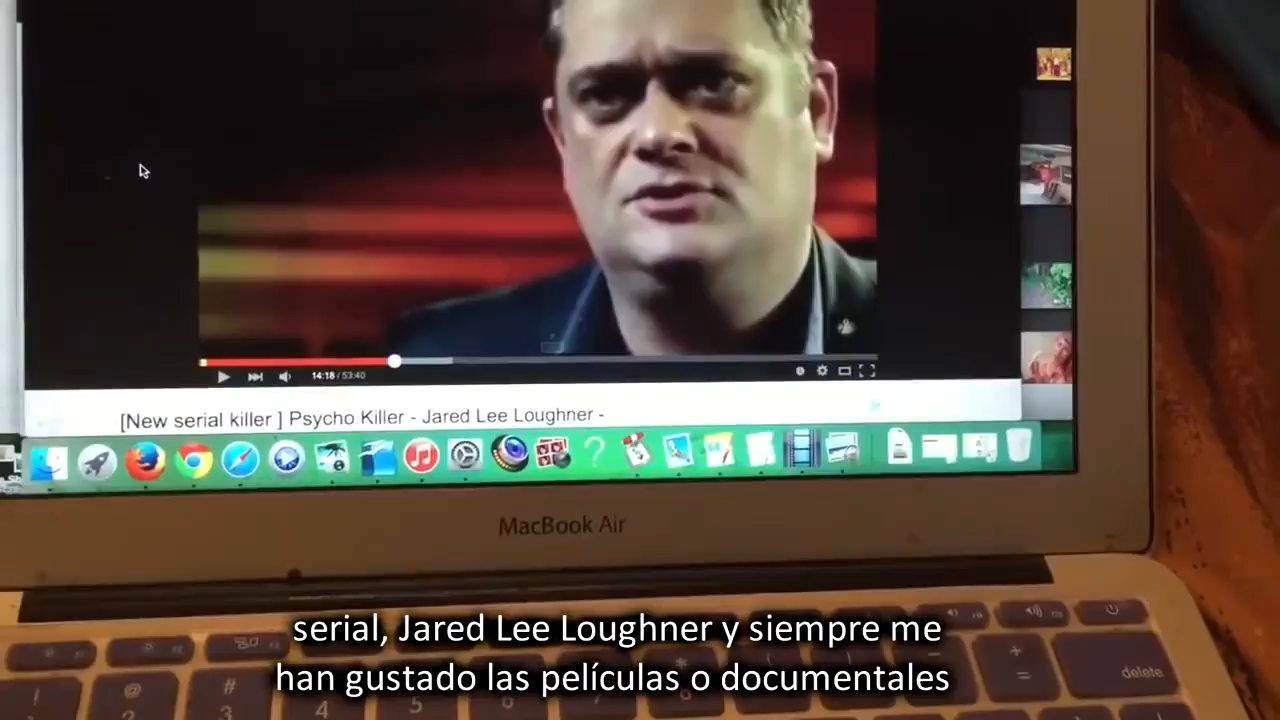 14:18 / 53:40
[New serial killer ] Psycho Killer - Jared Lee Loughner -
MacBook Air
serial, Jared Lee Loughner y siempre me
han gustado las películas o documentales
delete